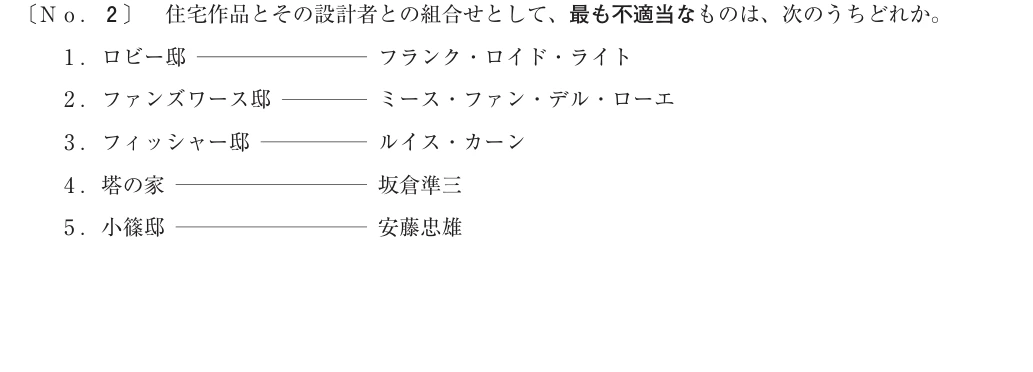 〔Ｎｏ．２〕　住宅作品とその設計者との組合せとして、最も不適当なものは、次のうちどれか。
１．ロビー邸 ――――――――― フランク・ロイド・ライト
２．ファンズワース邸 ――――― ミース・ファン・デル・ローエ
３．フィッシャー邸 ―――――― ルイス・カーン
４．塔の家 ―――――――――― 坂倉準三
５．小篠邸 ―――――――――― 安藤忠雄